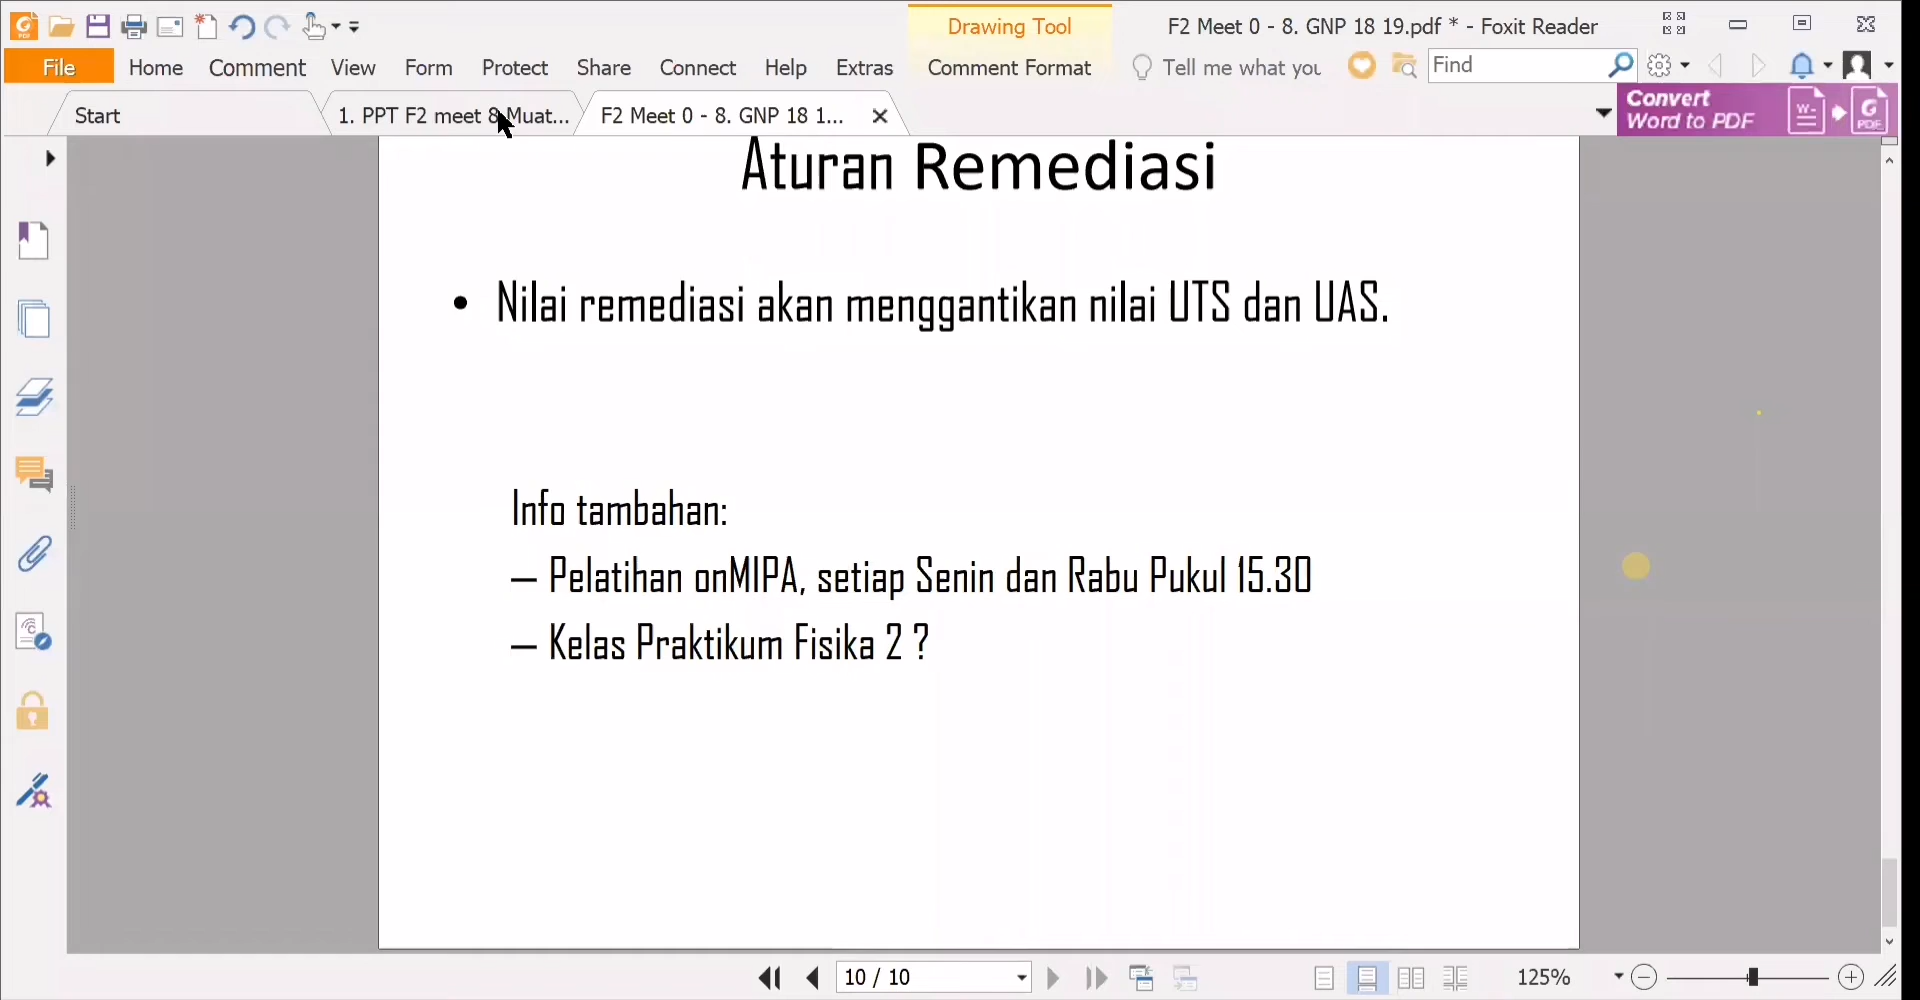 Drawing Tool
F2 Meet 0 - 8. GNP 18 19.pdf * - Foxit Reader
File Home Comment View Form Protect Share Connect Help Extras Comment Format Tell me what you Find
Start
1. PPT F2 meet 8 Muat...
F2 Meet 0 - 8. GNP 18 1...
Convert
Word to PDF
Aturan Remediasi
• Nilai remediasi akan menggantikan nilai UTS dan UAS.
Info tambahan:
– Pelatihan onMIPA, setiap Senin dan Rabu Pukul 15.30
– Kelas Praktikum Fisika 2 ?
10 / 10
125%